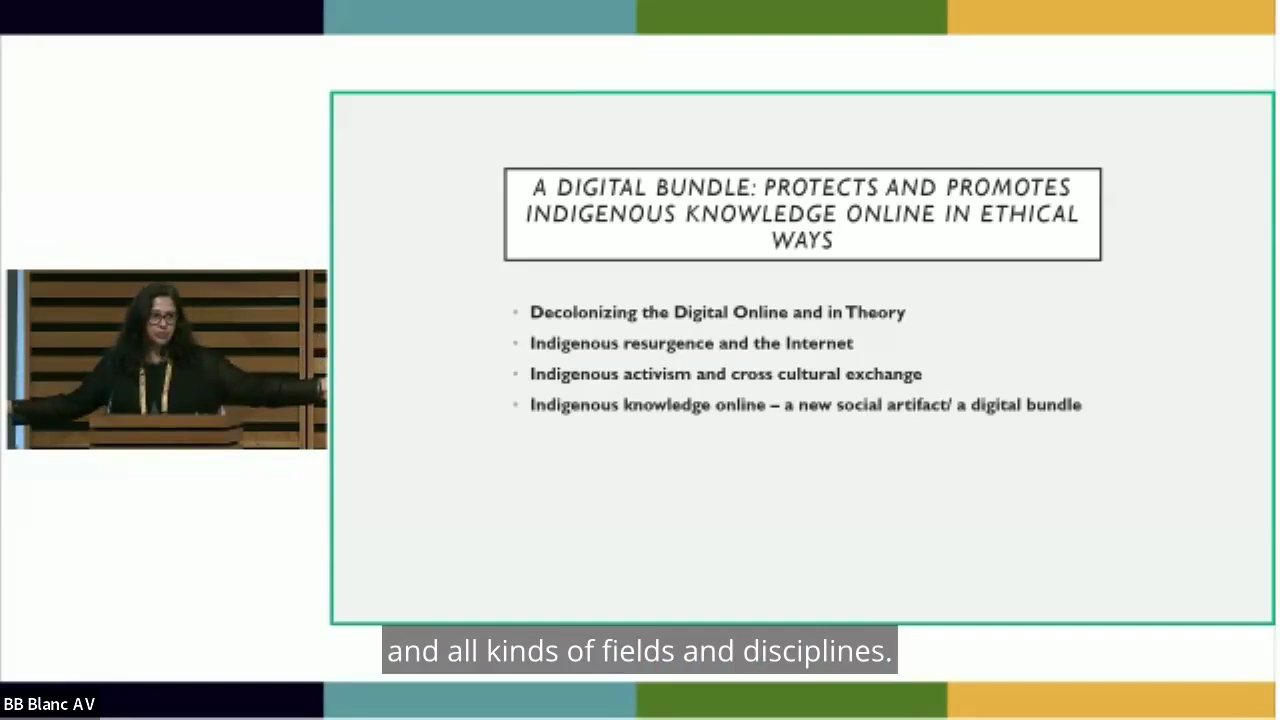 A DIGITAL BUNDLE: PROTECTS AND PROMOTES
INDIGENOUS KNOWLEDGE ONLINE IN ETHICAL
WAYS
Decolonizing the Digital Online and in Theory
Indigenous resurgence and the Internet
Indigenous activism and cross cultural exchange
Indigenous knowledge online – a new social artifact/ a digital bundle
and all kinds of fields and disciplines.
BB Blanc AV